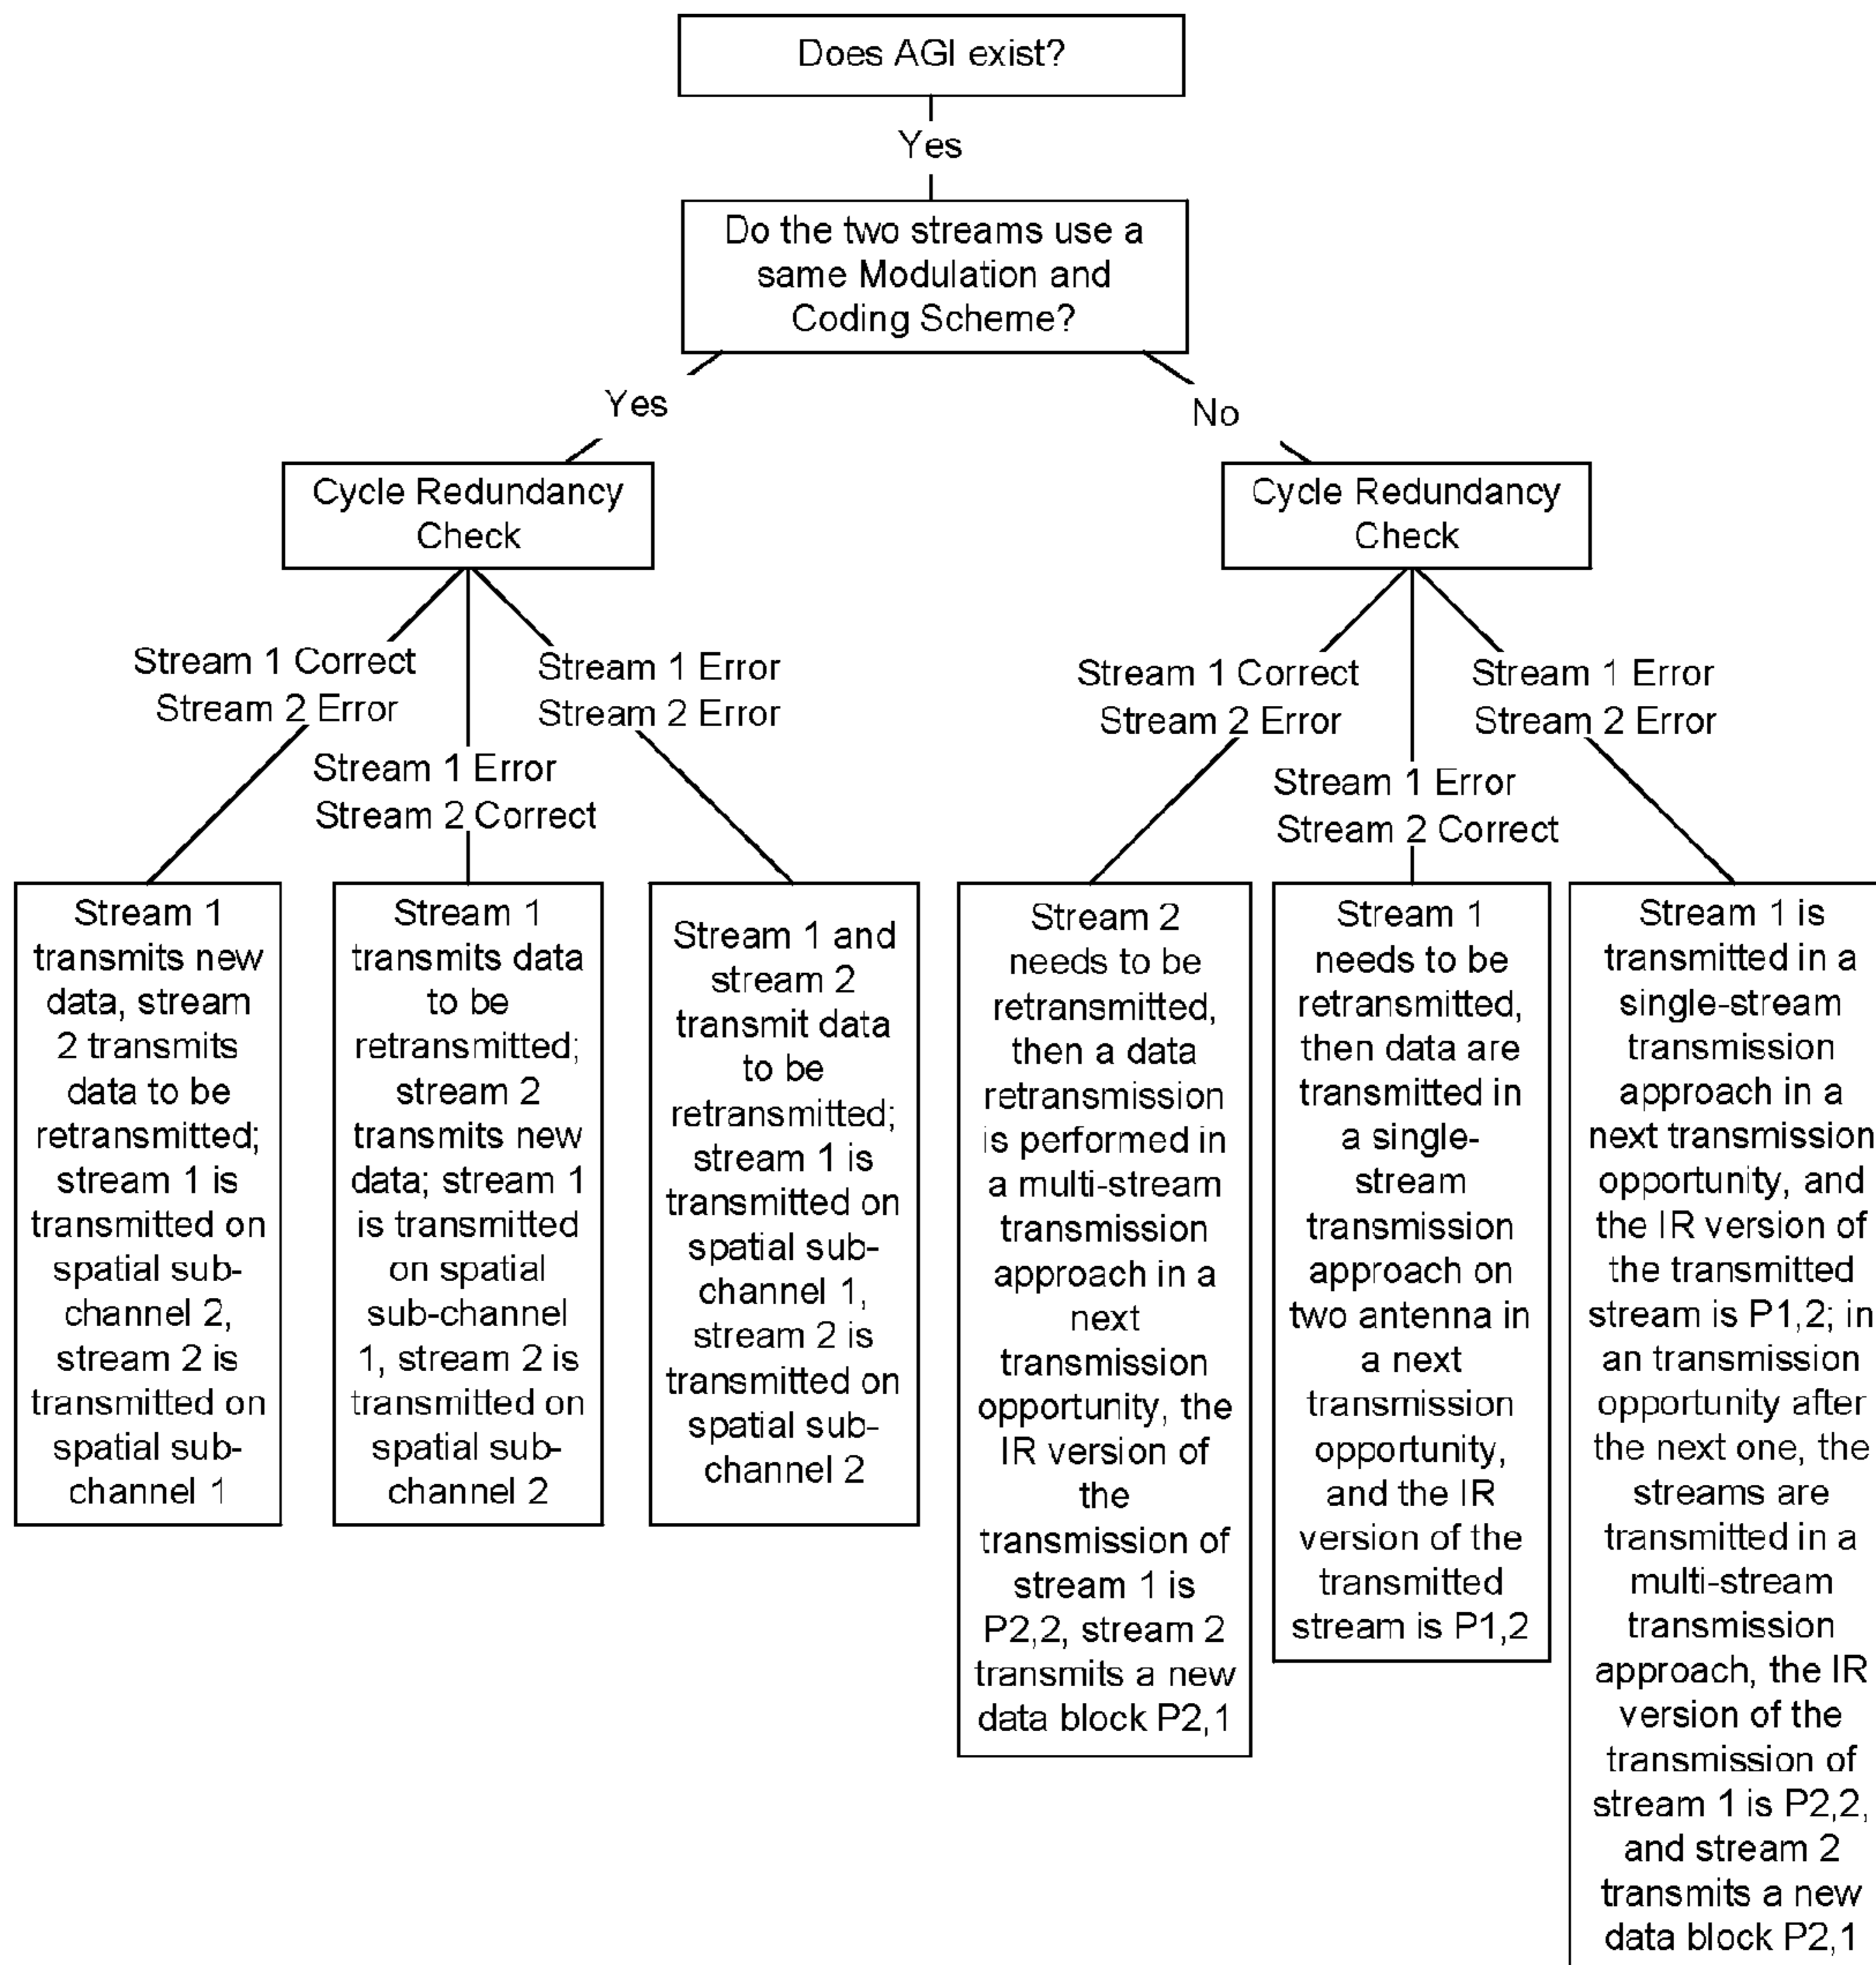 Does AGI exist?
Yes
Do the two streams use a
same Modulation and
Coding Scheme?
Yes
No
Cycle Redundancy
Check
Cycle Redundancy
Check
Stream 1 Correct
Stream 2 Error
Stream 1 Error
Stream 2 Correct
Stream 1 Error
Stream 2 Error
Stream 1 Correct
Stream 2 Error
Stream 1 Error
Stream 2 Correct
Stream 1 Error
Stream 2 Error
Stream 1
transmits new
data, stream
2 transmits
data to be
retransmitted;
stream 1 is
transmitted on
spatial sub-
channel 2,
stream 2 is
transmitted on
spatial sub-
channel 1
Stream 1
transmits data
to be
retransmitted;
stream 2
transmits new
data; stream 1
is transmitted
on spatial
sub-channel
1, stream 2 is
transmitted on
spatial sub-
channel 2
Stream 1 and
stream 2
transmit data
to be
retransmitted;
stream 1 is
transmitted on
spatial sub-
channel 1,
stream 2 is
transmitted on
spatial sub-
channel 2
Stream 2
needs to be
retransmitted,
then a data
retransmission
is performed in
a multi-stream
transmission
approach in a
next
transmission
opportunity, the
IR version of
the
transmission of
stream 1 is
P2,2, stream 2
transmits a new
data block P2,1
Stream 1
needs to be
retransmitted,
then data are
transmitted in
a single-
stream
transmission
approach on
two antenna in
a next
transmission
opportunity,
and the IR
version of the
transmitted
stream is P1,2
Stream 1 is
transmitted in a
single-stream
transmission
approach in a
next transmission
opportunity, and
the IR version of
the transmitted
stream is P1,2; in
an transmission
opportunity after
the next one, the
streams are
transmitted in a
multi-stream
transmission
approach, the IR
version of the
transmission of
stream 1 is P2,2,
and stream 2
transmits a new
data block P2,1